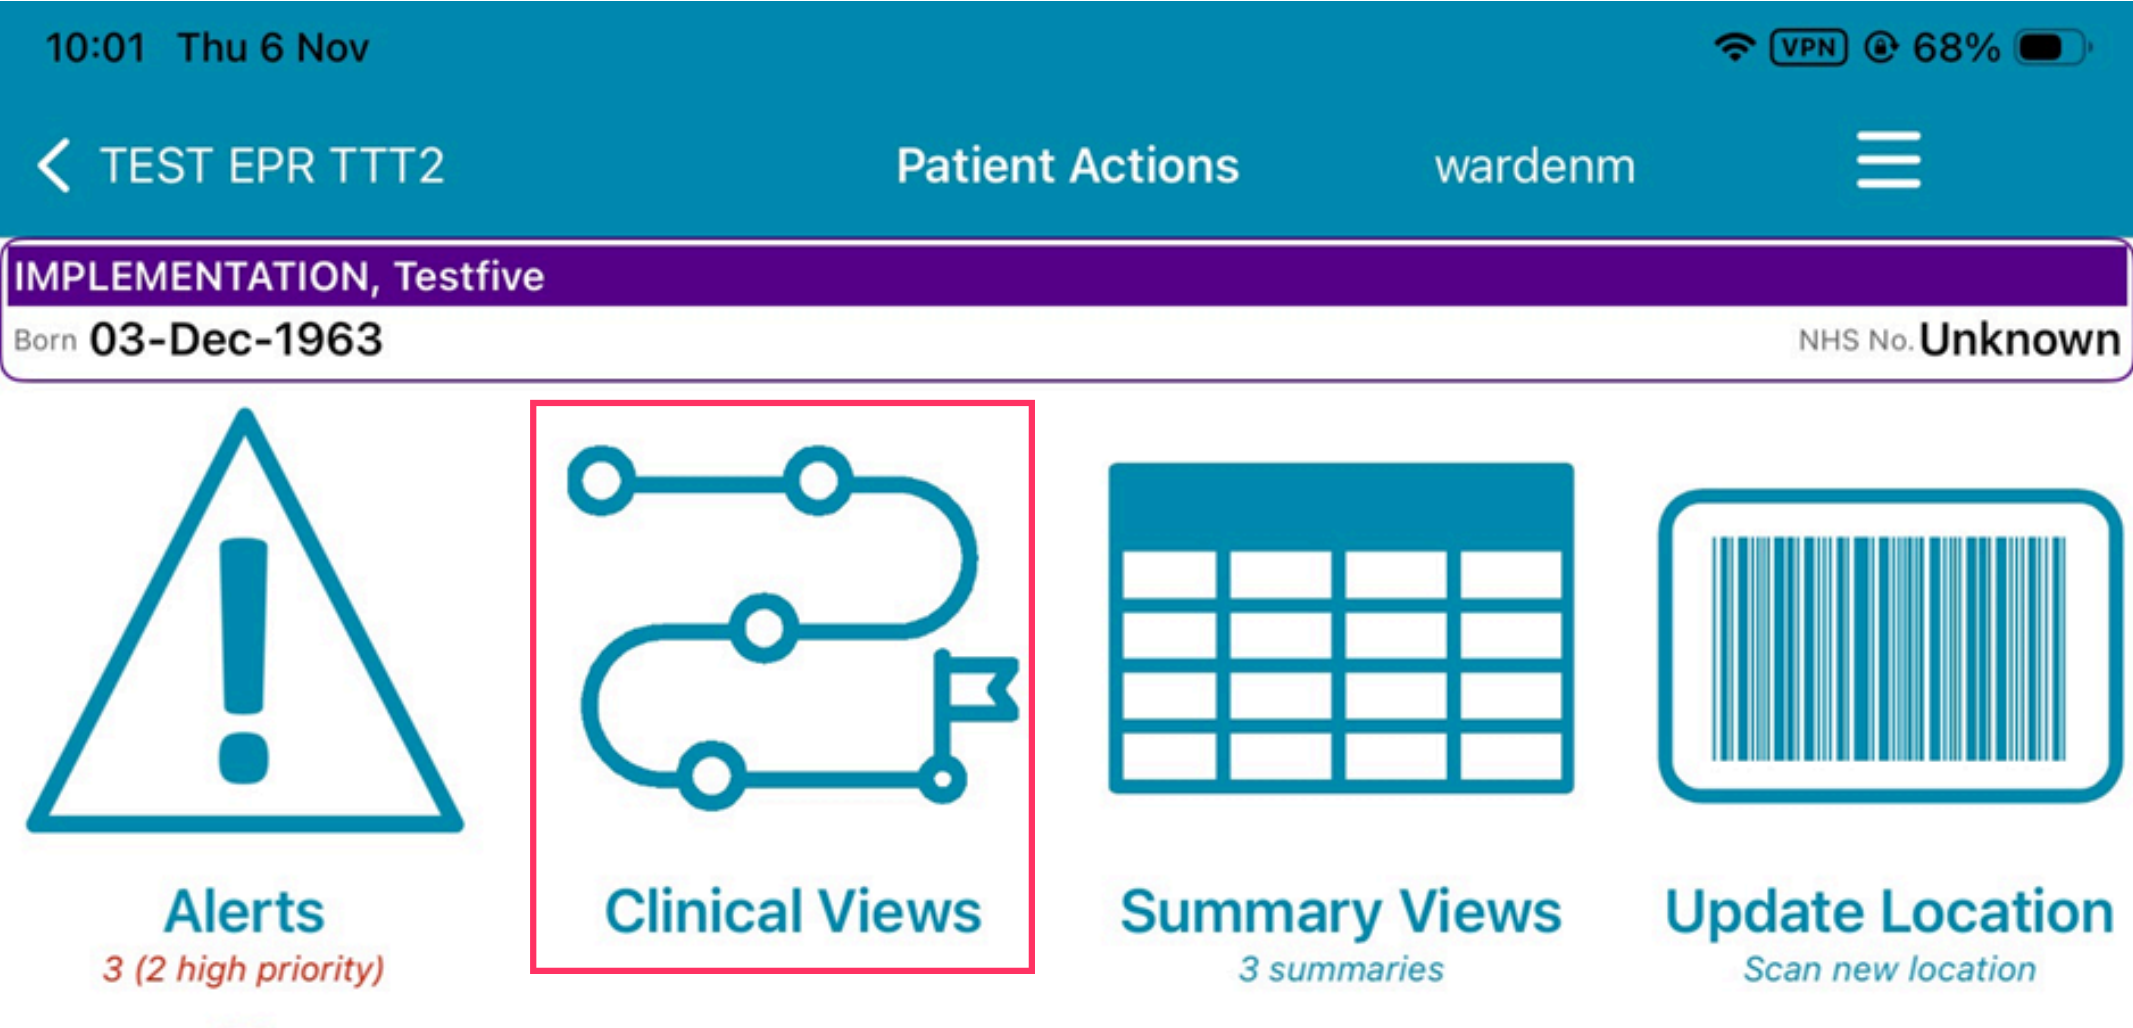 10:01 Thu 6 Nov VPN 68%
TEST EPR TTT2 Patient Actions wardenm
IMPLEMENTATION, Testfive
Born 03-Dec-1963 NHS No. Unknown
Alerts Clinical Views Summary Views Update Location
3 (2 high priority) 3 summaries Scan new location